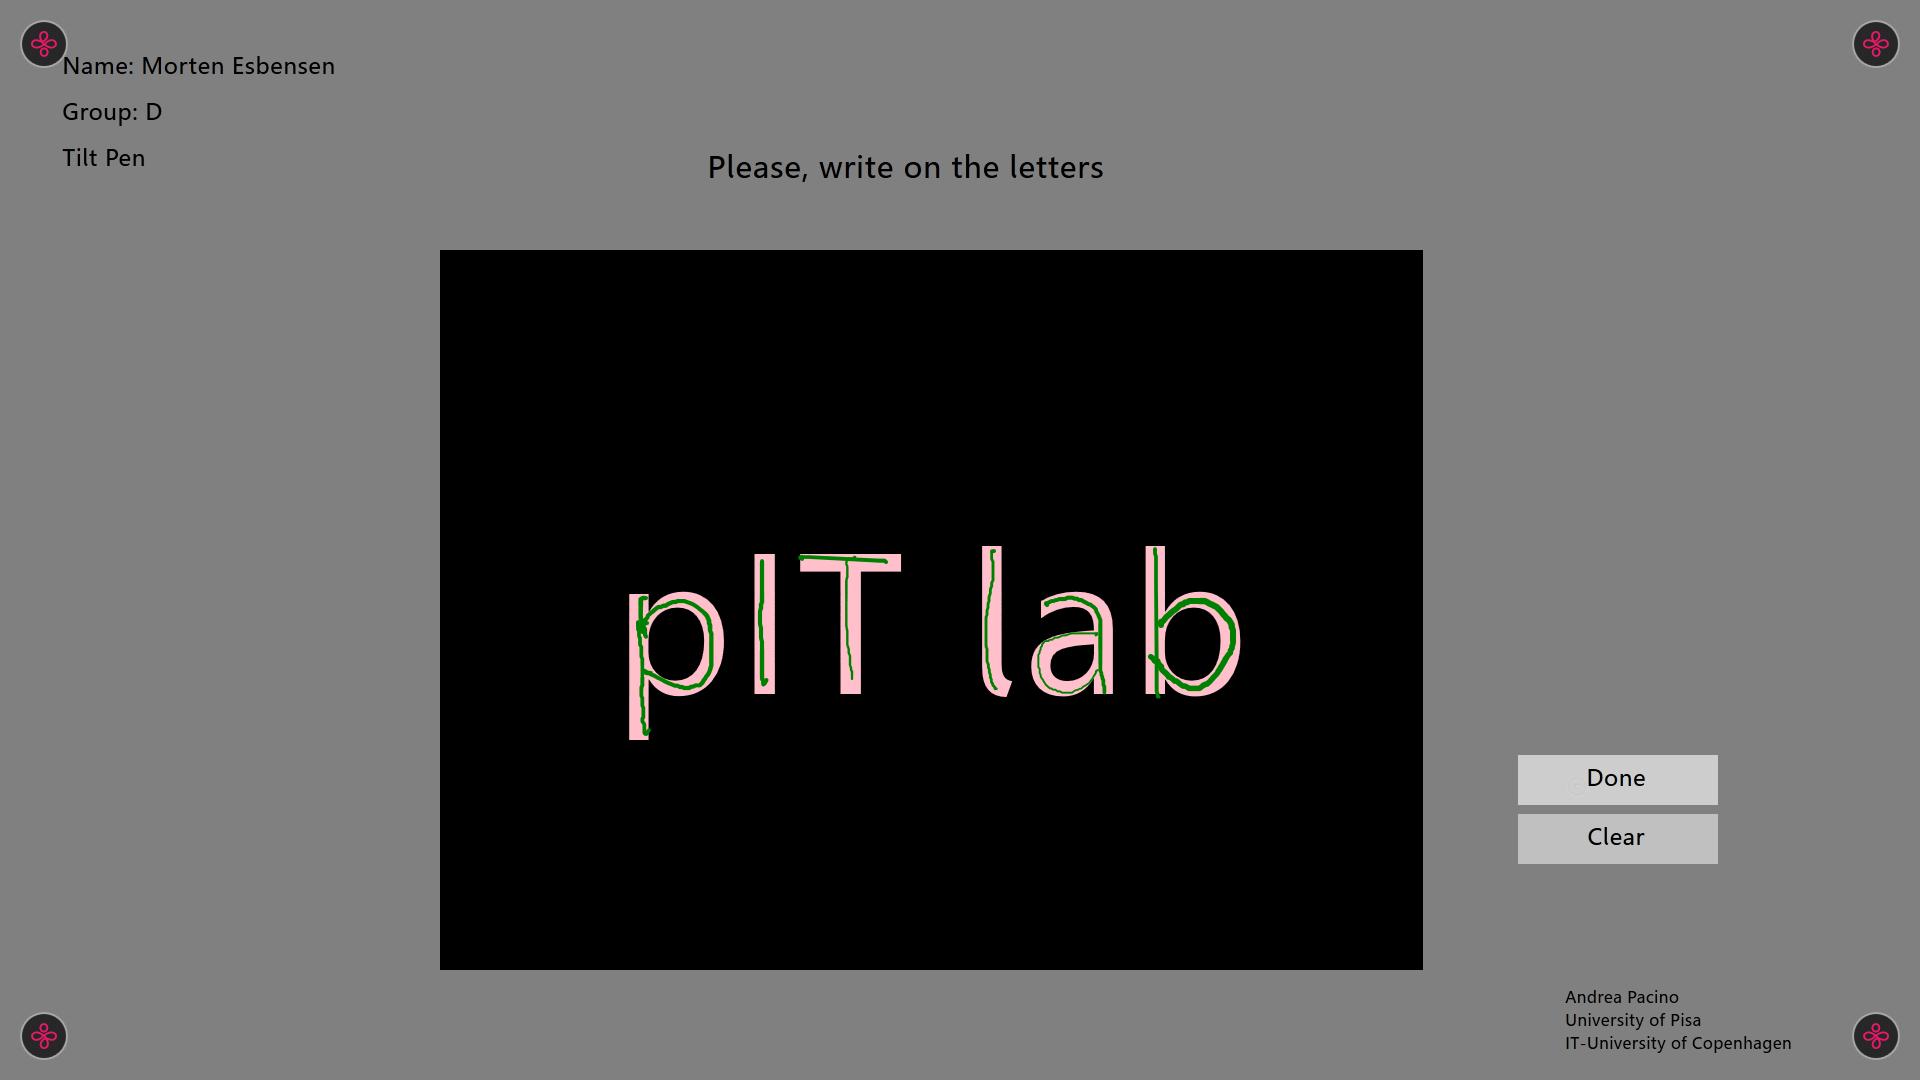 Name: Morten Esbensen
Group: D
Tilt Pen
Please, write on the letters
pIT lab
Done
Clear
Andrea Pacino
University of Pisa
IT-University of Copenhagen